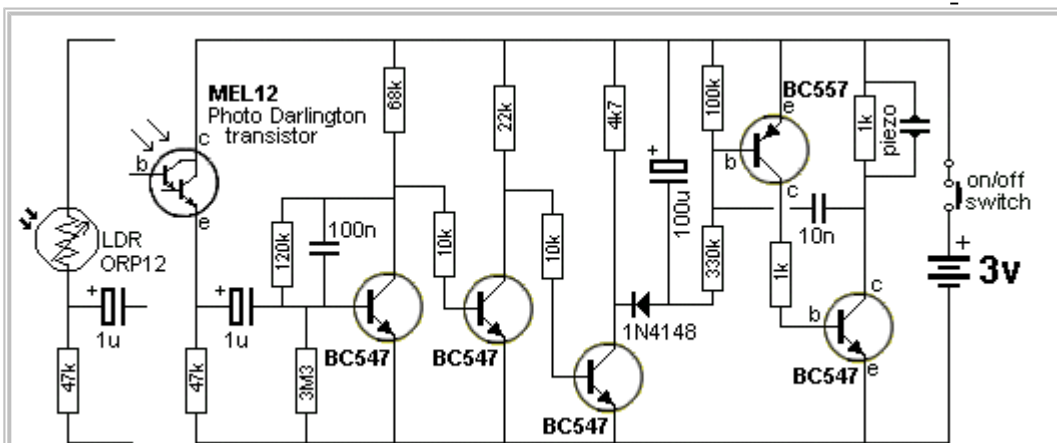 MEL12
Photo Darlington
transistor
c
b
e
LDR
ORP12
1u
+
47k
1u
+
47k
120k
100n
3M3
68k
BC547
10k
22k
BC547
10k
4k7
BC547
1N4148
+
100u
100k
330k
BC557
e
b
c
1k
10n
1k
piezo
b
c
e
BC547
on/off
switch
+
3v